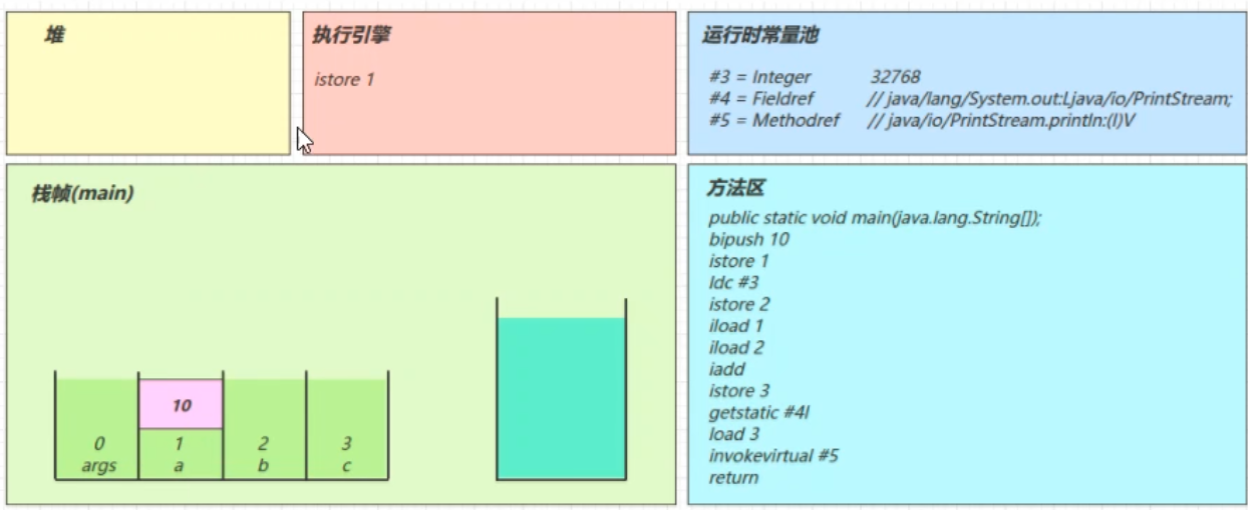 堆
执行引擎
istore 1
运行时常量池
#3 = Integer 32768
#4 = Fieldref // java/lang/System.out:Ljava/io/PrintStream;
#5 = Methodref // java/io/PrintStream.println:(I)V
栈帧(main)
10
0 1 2 3
args a b c
方法区
public static void main(java.lang.String[]);
bipush 10
istore 1
ldc #3
istore 2
iload 1
iload 2
iadd
istore 3
getstatic #4l
load 3
invokevirtual #5
return